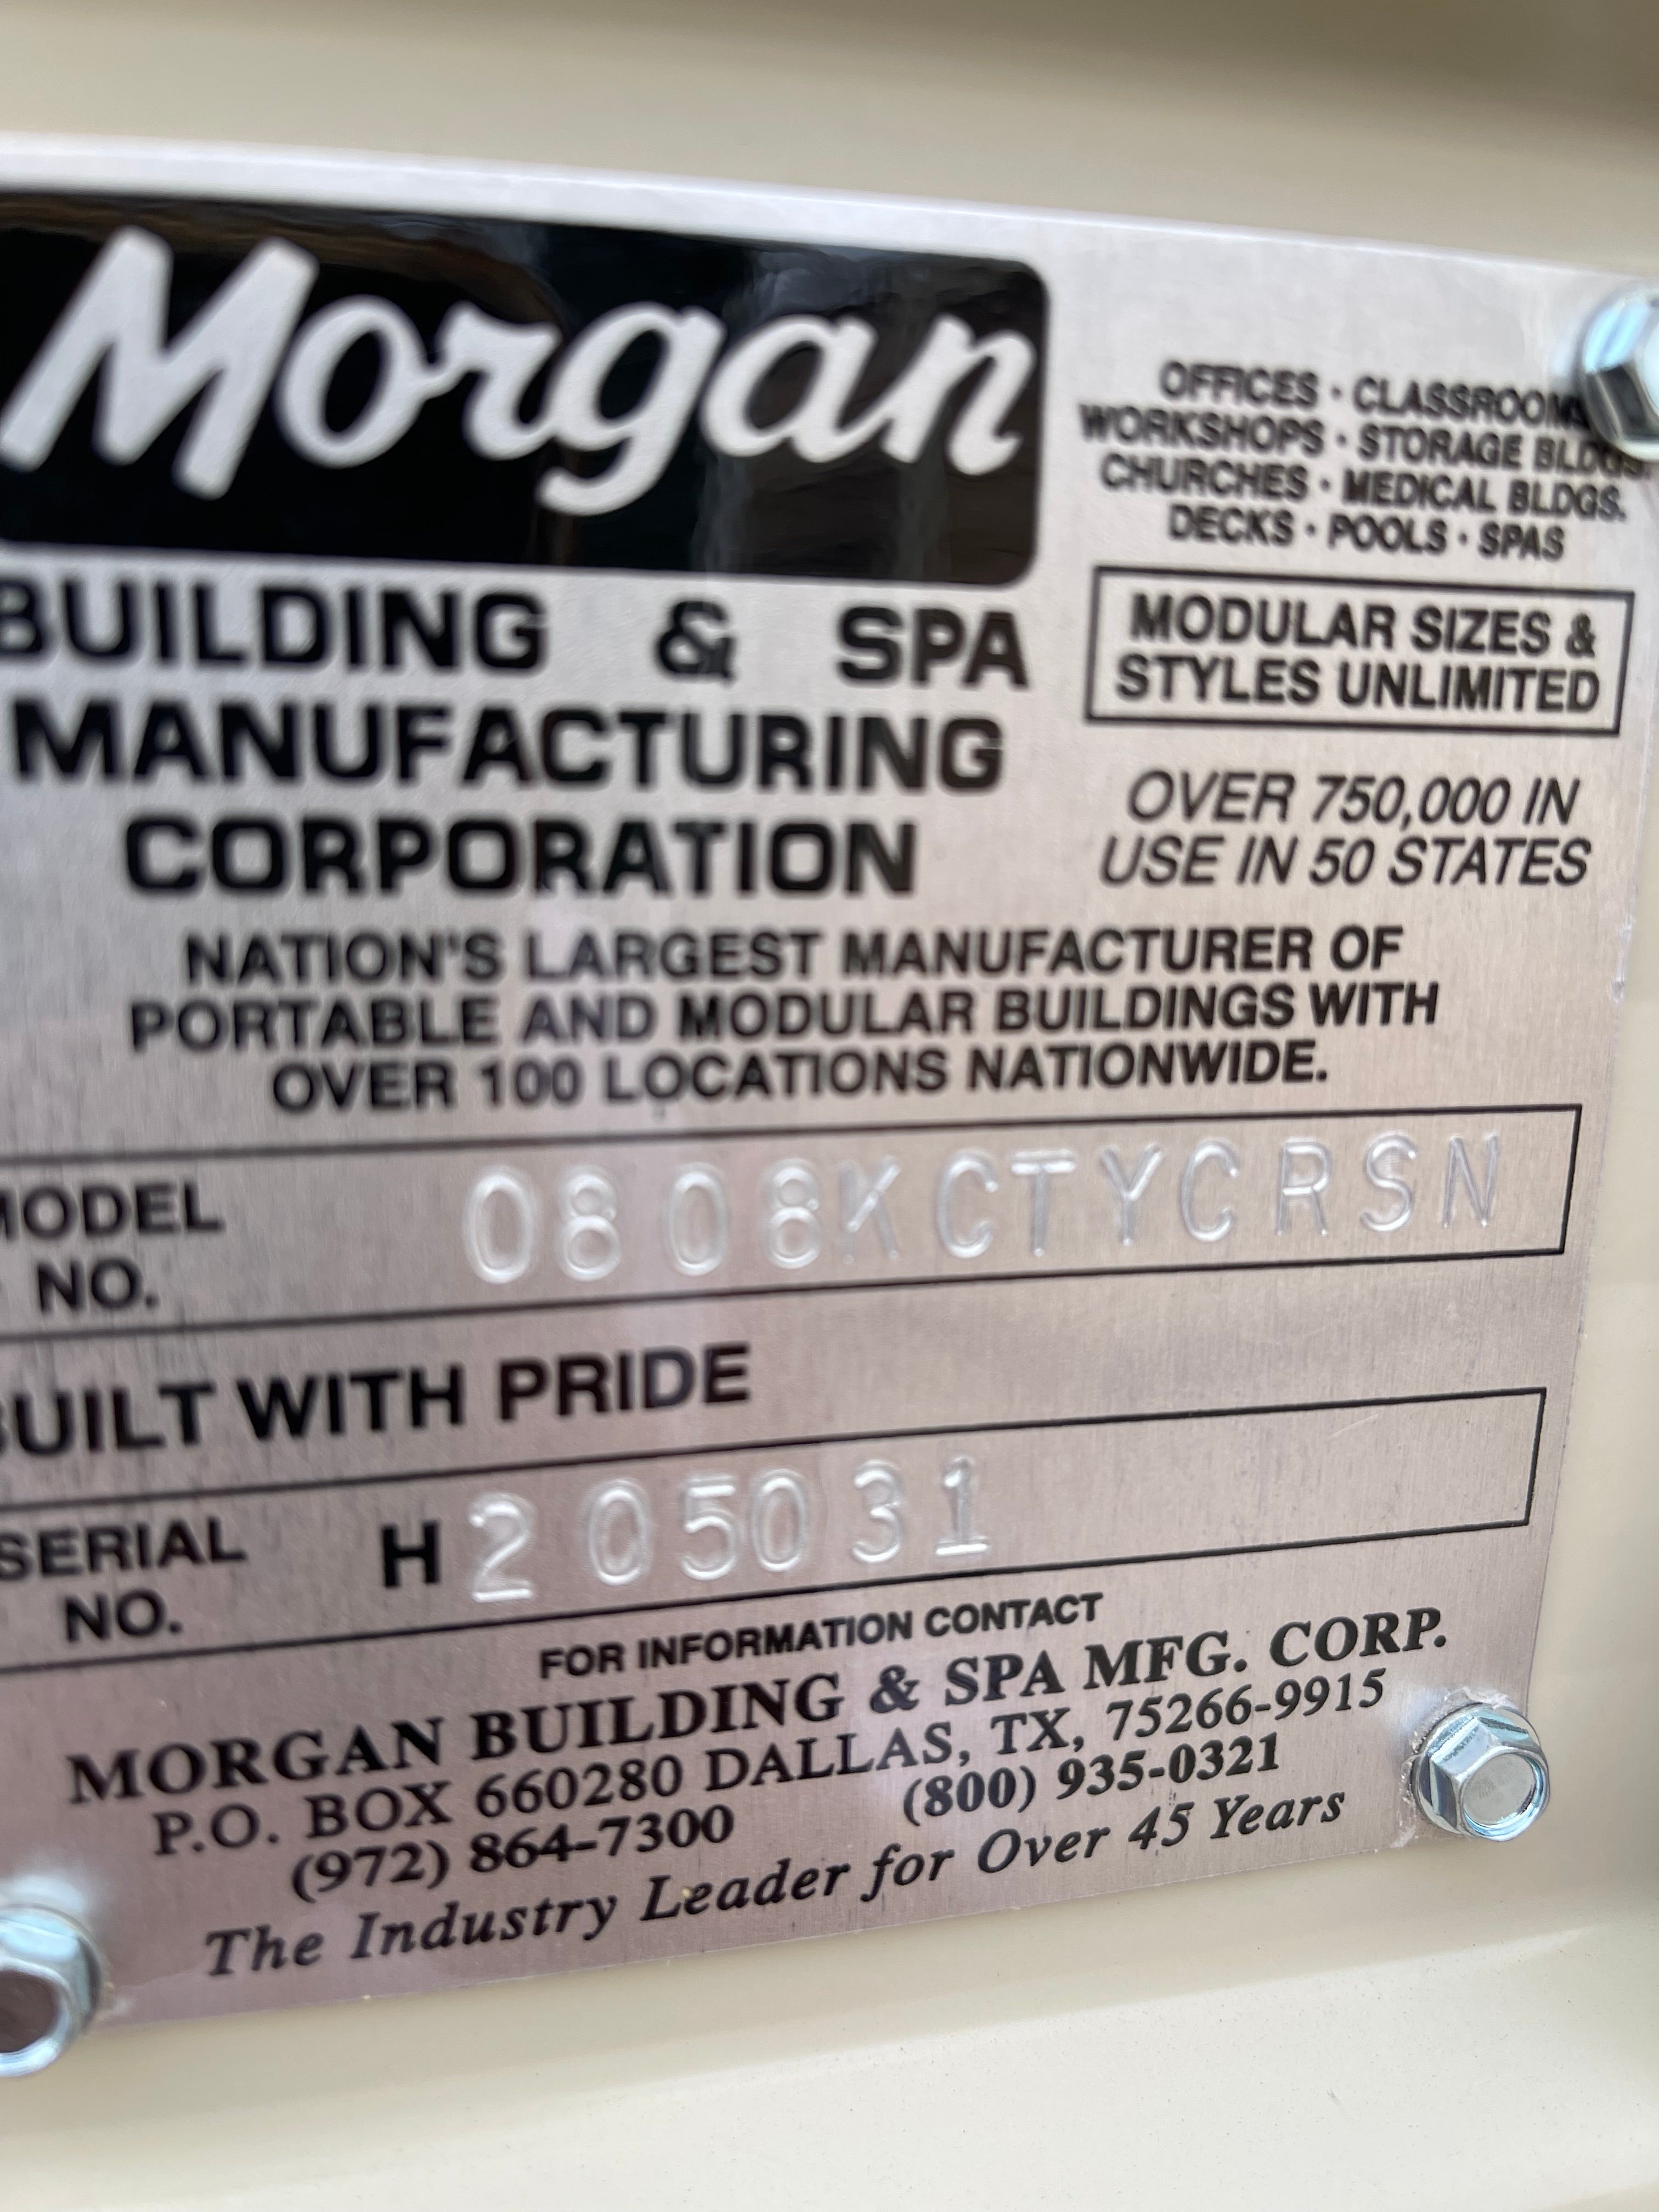 Morgan
BUILDING & SPA
MANUFACTURING
CORPORATION
OFFICES · CLASSROOMS
WORKSHOPS · STORAGE BLDGS.
CHURCHES · MEDICAL BLDGS.
DECKS · POOLS · SPAS
MODULAR SIZES &
STYLES UNLIMITED
OVER 750,000 IN
USE IN 50 STATES
NATION'S LARGEST MANUFACTURER OF
PORTABLE AND MODULAR BUILDINGS WITH
OVER 100 LOCATIONS NATIONWIDE.
MODEL NO. 0808KCTYCRSN
BUILT WITH PRIDE
SERIAL NO. H 205031
FOR INFORMATION CONTACT
MORGAN BUILDING & SPA MFG. CORP.
P.O. BOX 660280 DALLAS, TX, 75266-9915
(972) 864-7300 (800) 935-0321
The Industry Leader for Over 45 Years